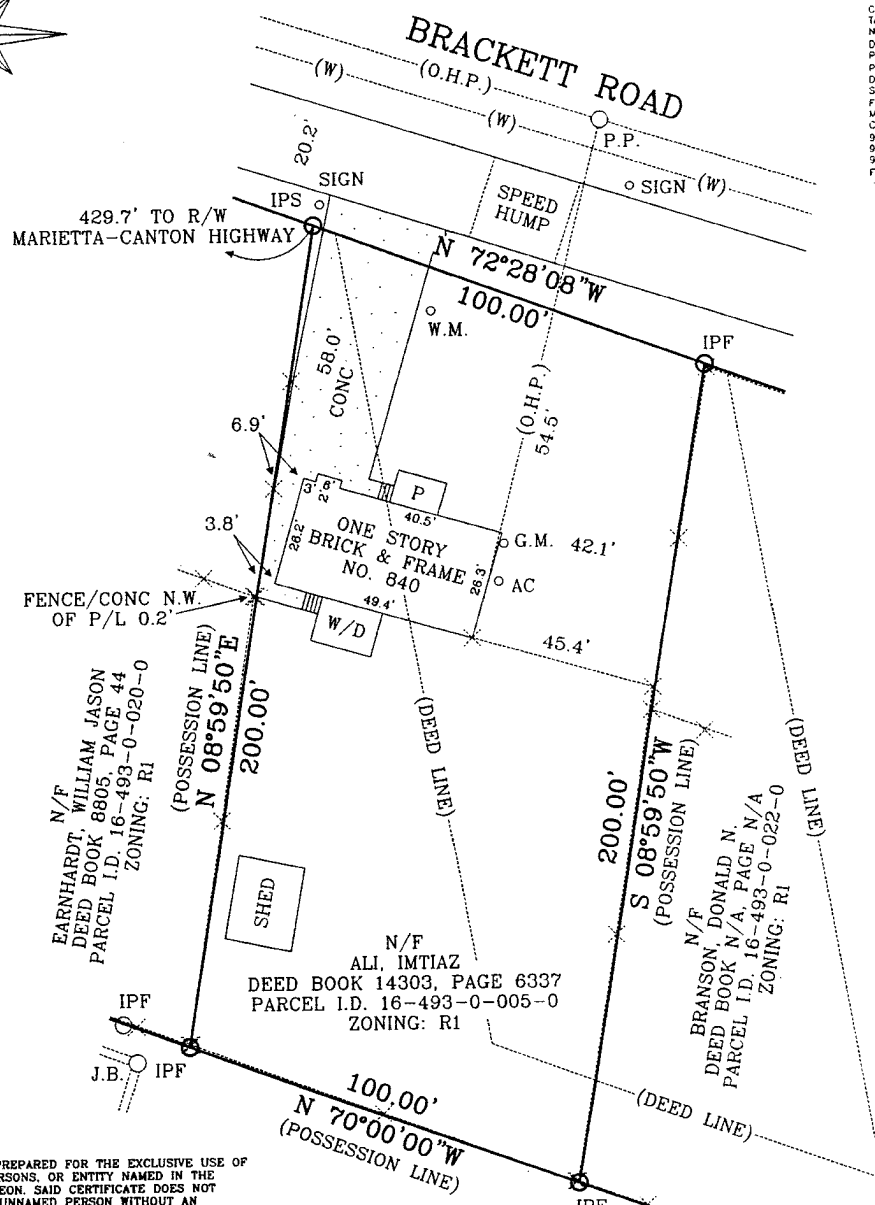 BRACKETT ROAD
(O.H.P.)
(W)
(W)
(W)
P.P.
SIGN
20.2'
SIGN
IPS
SPEED
HUMP
429.7' TO R/W
MARIETTA-CANTON HIGHWAY
N 72°28'08"W
100.00'
IPF
W.M.
58.0'
CONC
(O.H.P.)
54.5'
6.9'
3'
6'
2'
P
40.5'
ONE STORY
BRICK & FRAME
NO. 840
26.2'
26.3'
49.4'
G.M.
42.1'
AC
3.8'
FENCE/CONC N.W.
OF P/L 0.2'
W/D
45.4'
(POSSESSION LINE)
N 08°59'50"E
200.00'
(DEED LINE)
(DEED LINE)
200.00'
S 08°59'50"W
(POSSESSION LINE)
N/F
EARNHARDT, WILLIAM JASON
DEED BOOK 8805, PAGE 44
PARCEL I.D. 16-493-0-020-0
ZONING: R1
N/F
BRANSON, DONALD N.
DEED BOOK N/A, PAGE N/A
PARCEL I.D. 16-493-0-022-0
ZONING: R1
SHED
N/F
ALI, IMTIAZ
DEED BOOK 14303, PAGE 6337
PARCEL I.D. 16-493-0-005-0
ZONING: R1
IPF
J.B.
IPF
100.00'
N 70°00'00"W
(POSSESSION LINE)
(DEED LINE)
IPF
PREPARED FOR THE EXCLUSIVE USE OF
RSONS, OR ENTITY NAMED IN THE
EON. SAID CERTIFICATE DOES NOT
UNNAMED PERSON WITHOUT AN